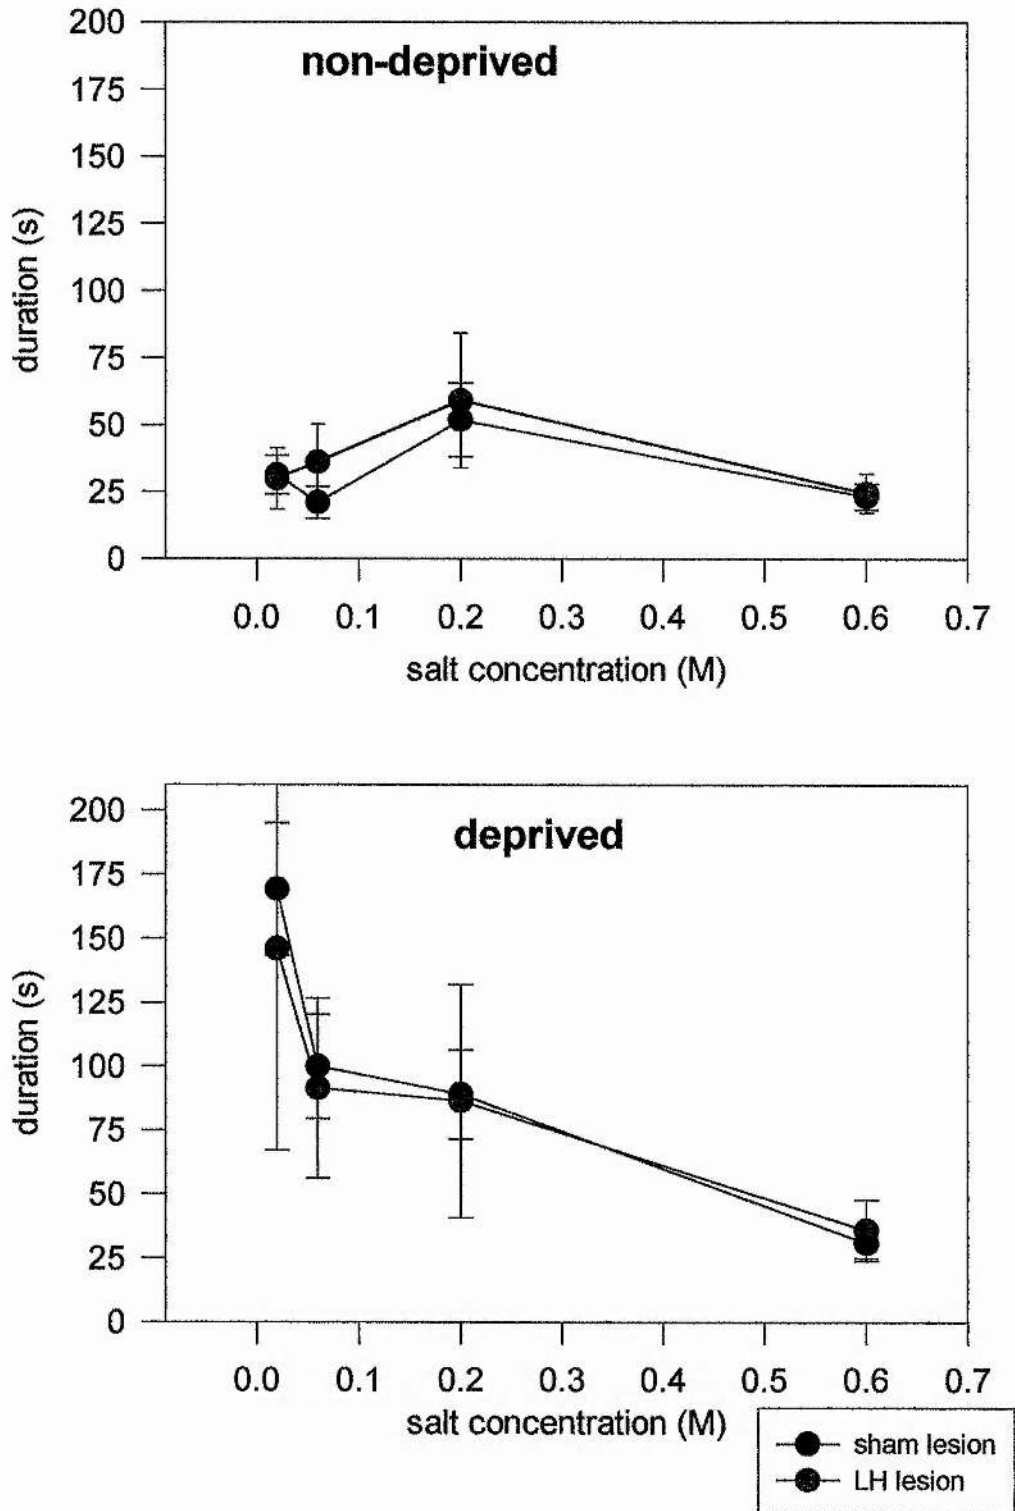 non-deprived
200
175
150
125
100
75
50
25
0
duration (s)
0.0 0.1 0.2 0.3 0.4 0.5 0.6 0.7
salt concentration (M)
deprived
200
175
150
125
100
75
50
25
0
duration (s)
0.0 0.1 0.2 0.3 0.4 0.5 0.6 0.7
salt concentration (M)
sham lesion
LH lesion